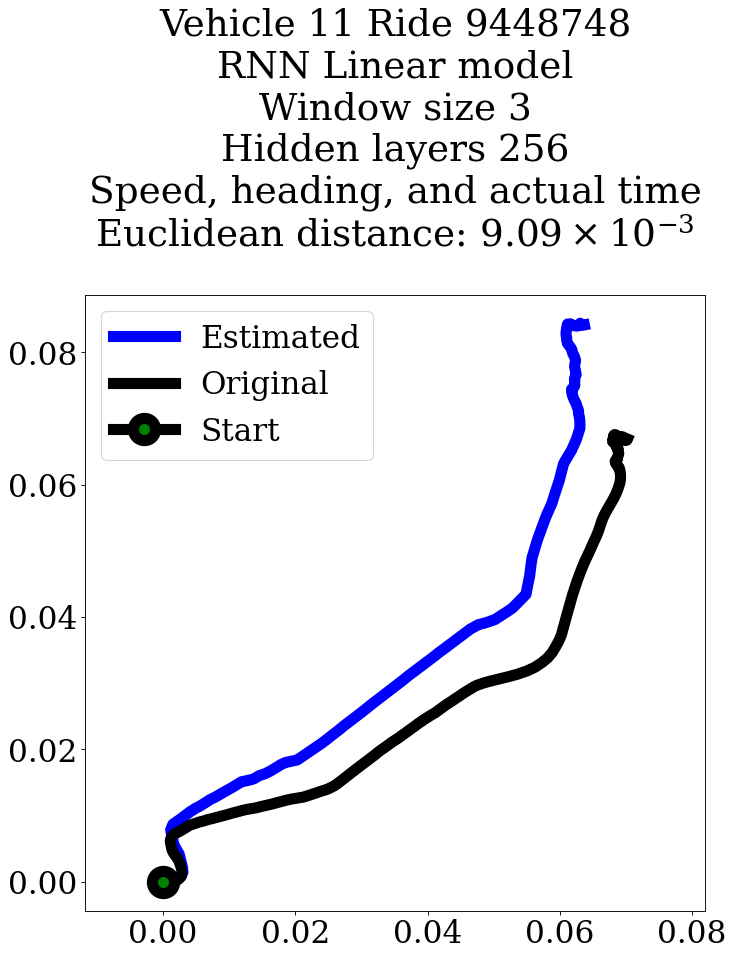 Vehicle 11 Ride 9448748
RNN Linear model
Window size 3
Hidden layers 256
Speed, heading, and actual time
Euclidean distance: 9.09 × 10⁻³
Estimated
Original
Start
0.08
0.06
0.04
0.02
0.00
0.00 0.02 0.04 0.06 0.08